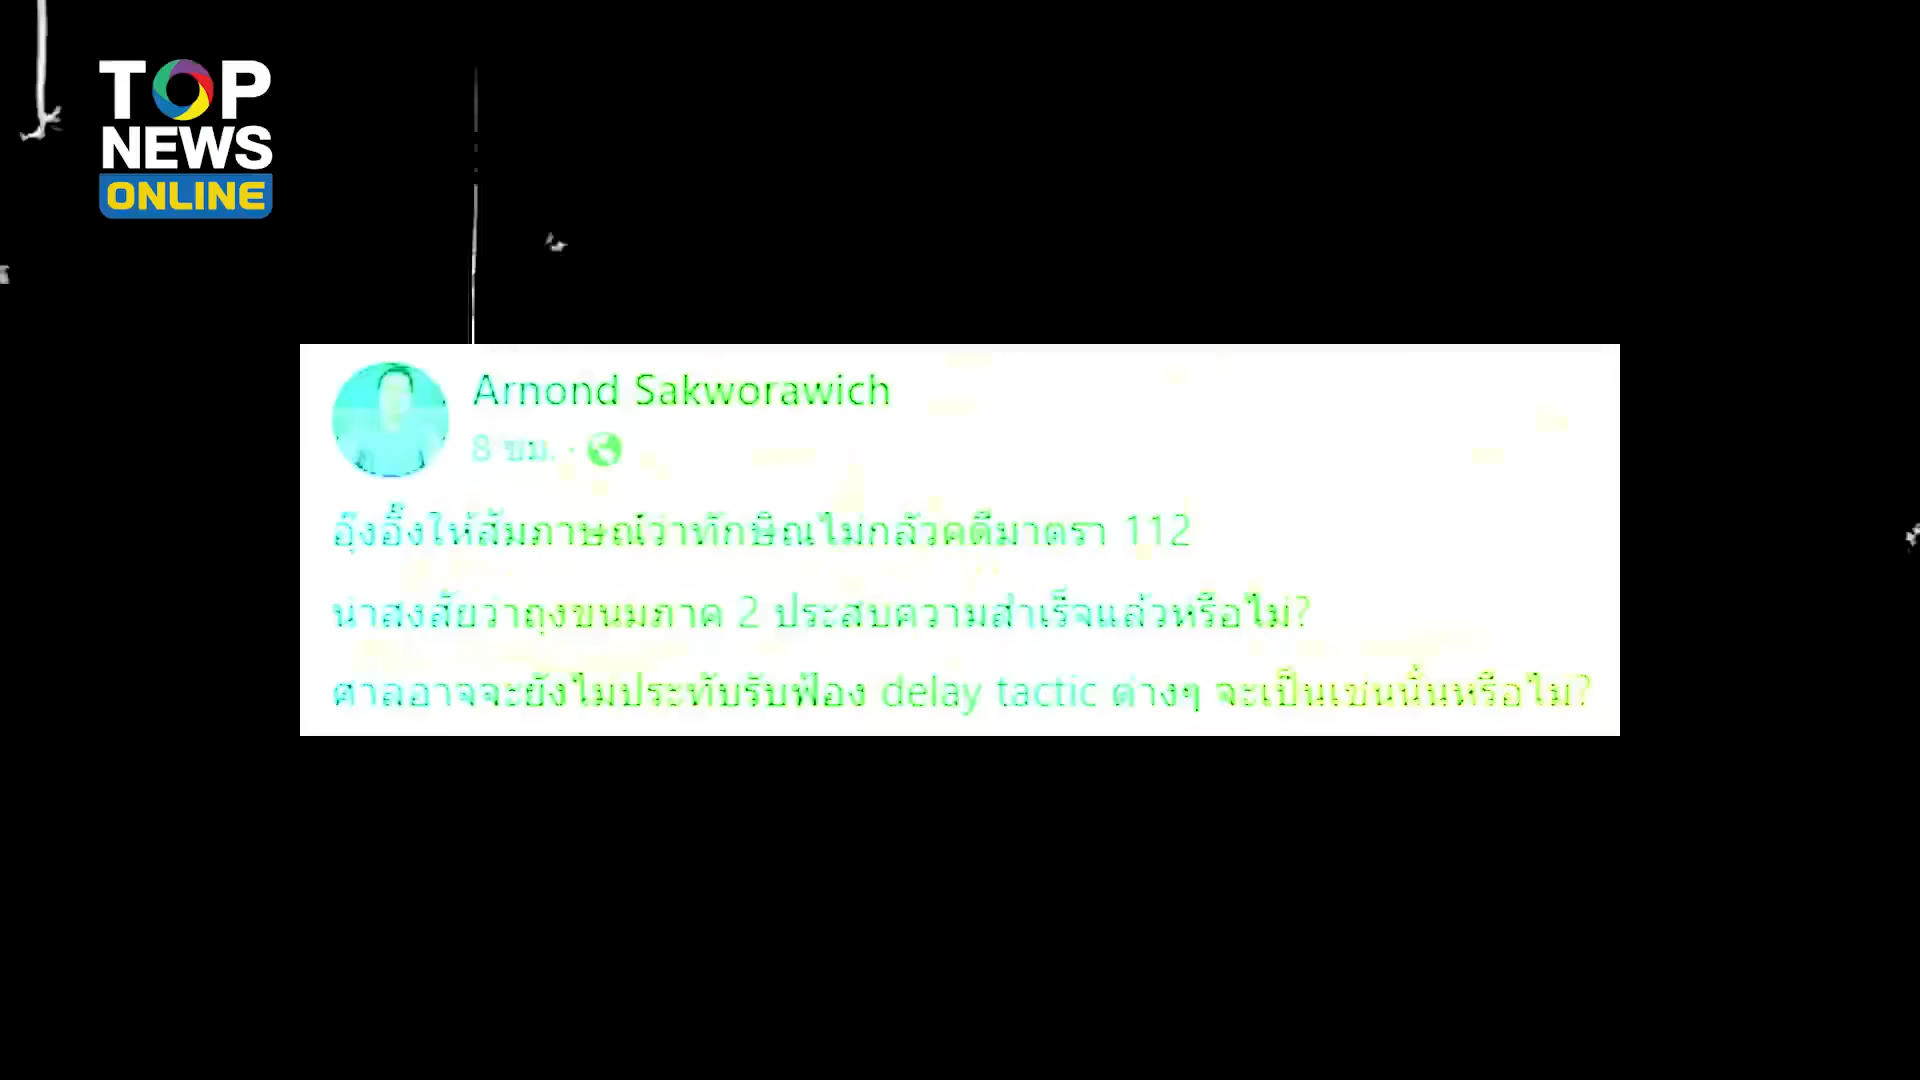 TOP
NEWS
ONLINE
Arnond Sakworawich
8 ชม.
อุ๊งอิ๊งให้สัมภาษณ์ว่าทักษิณไม่กลัวคดีมาตรา 112
น่าสงสัยว่าถุงขนมภาค 2 ประสบความสำเร็จแล้วหรือไม่?
ศาลอาจจะยังไม่ประทับรับฟ้อง delay tactic ต่างๆ จะเป็นเช่นนั้นหรือไม่?